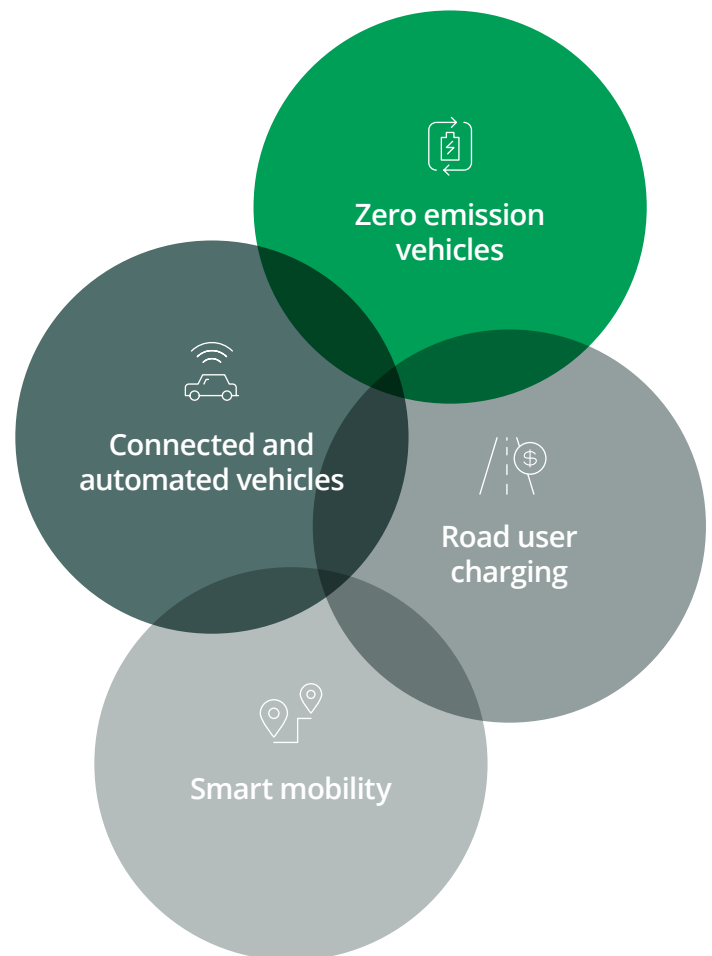 Zero emission
vehicles
Connected and
automated vehicles
$
Road user
charging
Smart mobility